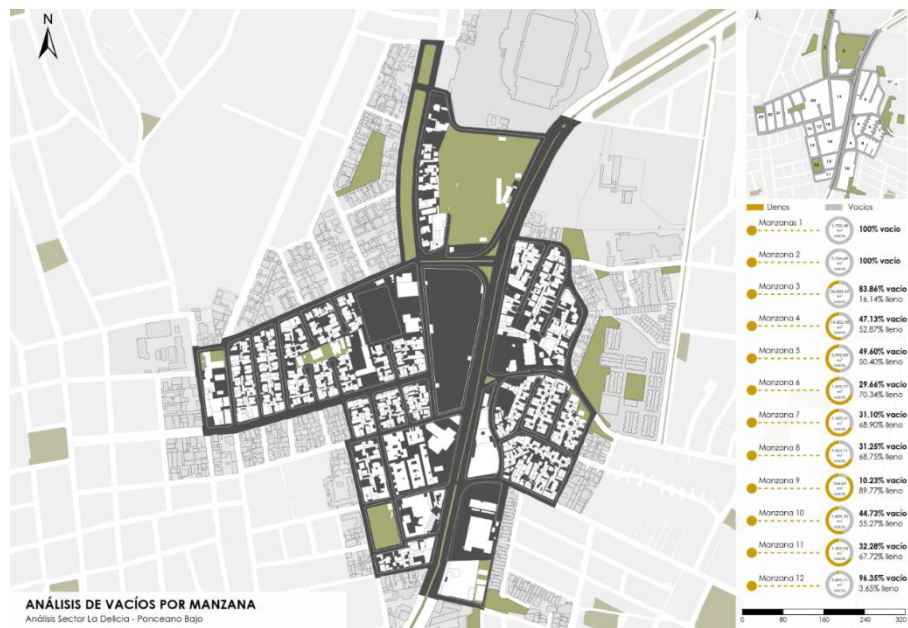 N
Llenos Vacíos
Manzanas 1 100% vacío
Manzana 2 100% vacío
Manzana 3 83.86% vacío
16.14% lleno
Manzana 4 47.13% vacío
52.87% lleno
Manzana 5 49.60% vacío
50.40% lleno
Manzana 6 29.66% vacío
70.34% lleno
Manzana 7 31.10% vacío
68.90% lleno
Manzana 8 31.25% vacío
68.75% lleno
Manzana 9 10.23% vacío
89.77% lleno
Manzana 10 44.73% vacío
55.27% lleno
Manzana 11 32.28% vacío
67.72% lleno
Manzana 12 96.35% vacío
3.65% lleno
0 80 160 240 320
ANÁLISIS DE VACÍOS POR MANZANA
Análisis Sector La Delicia - Ponceano Bajo